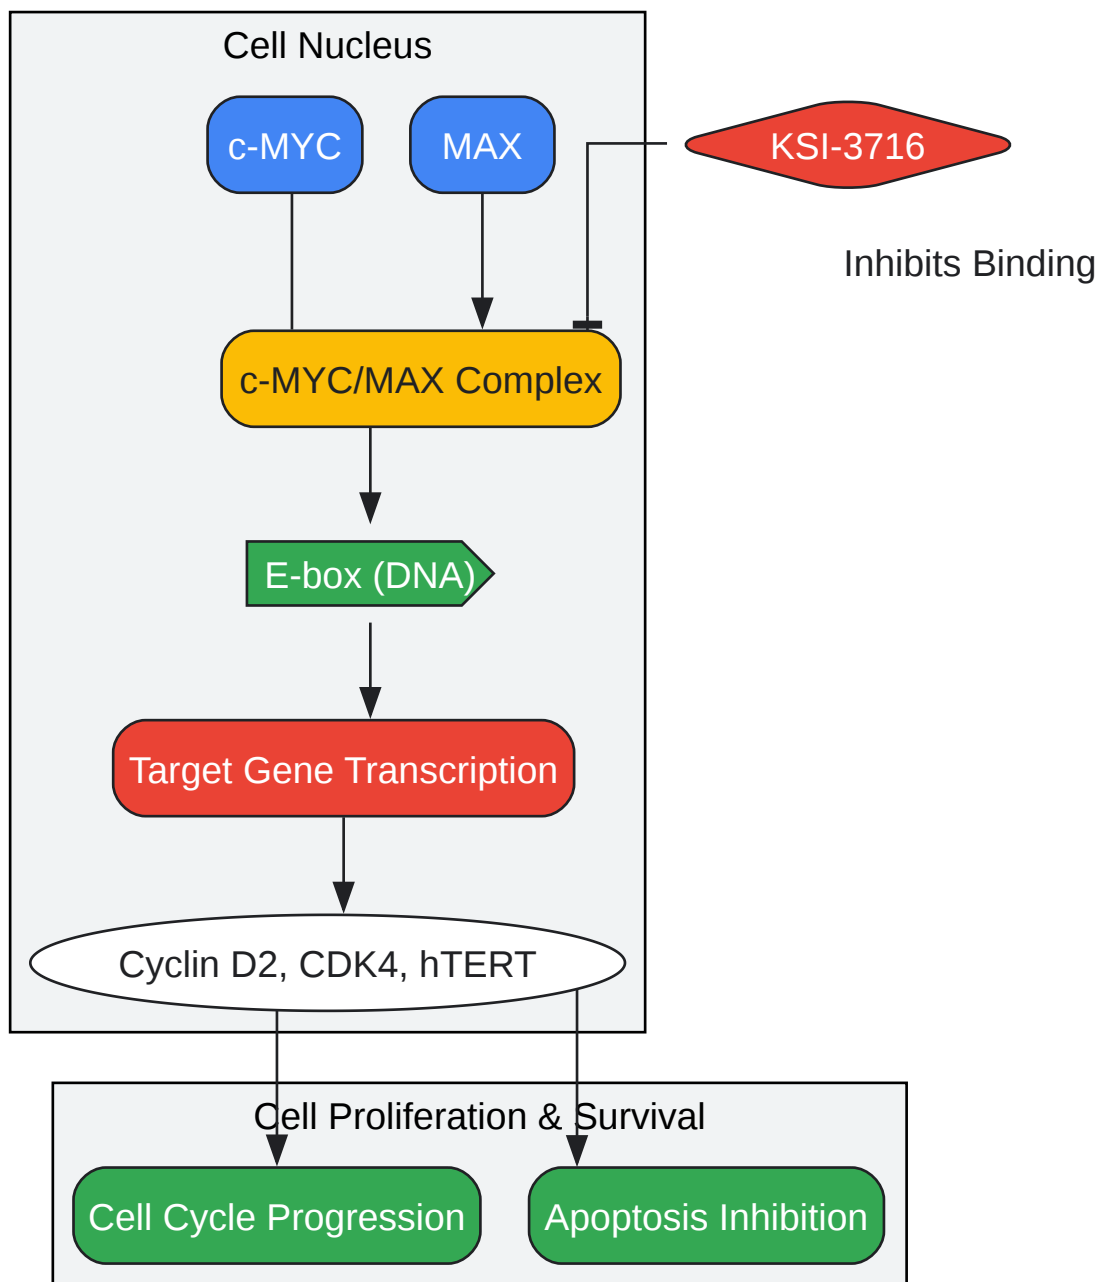 Cell Nucleus
c-MYC
MAX
KSI-3716
Inhibits Binding
c-MYC/MAX Complex
E-box (DNA)
Target Gene Transcription
Cyclin D2, CDK4, hTERT
Cell Proliferation & Survival
Cell Cycle Progression
Apoptosis Inhibition